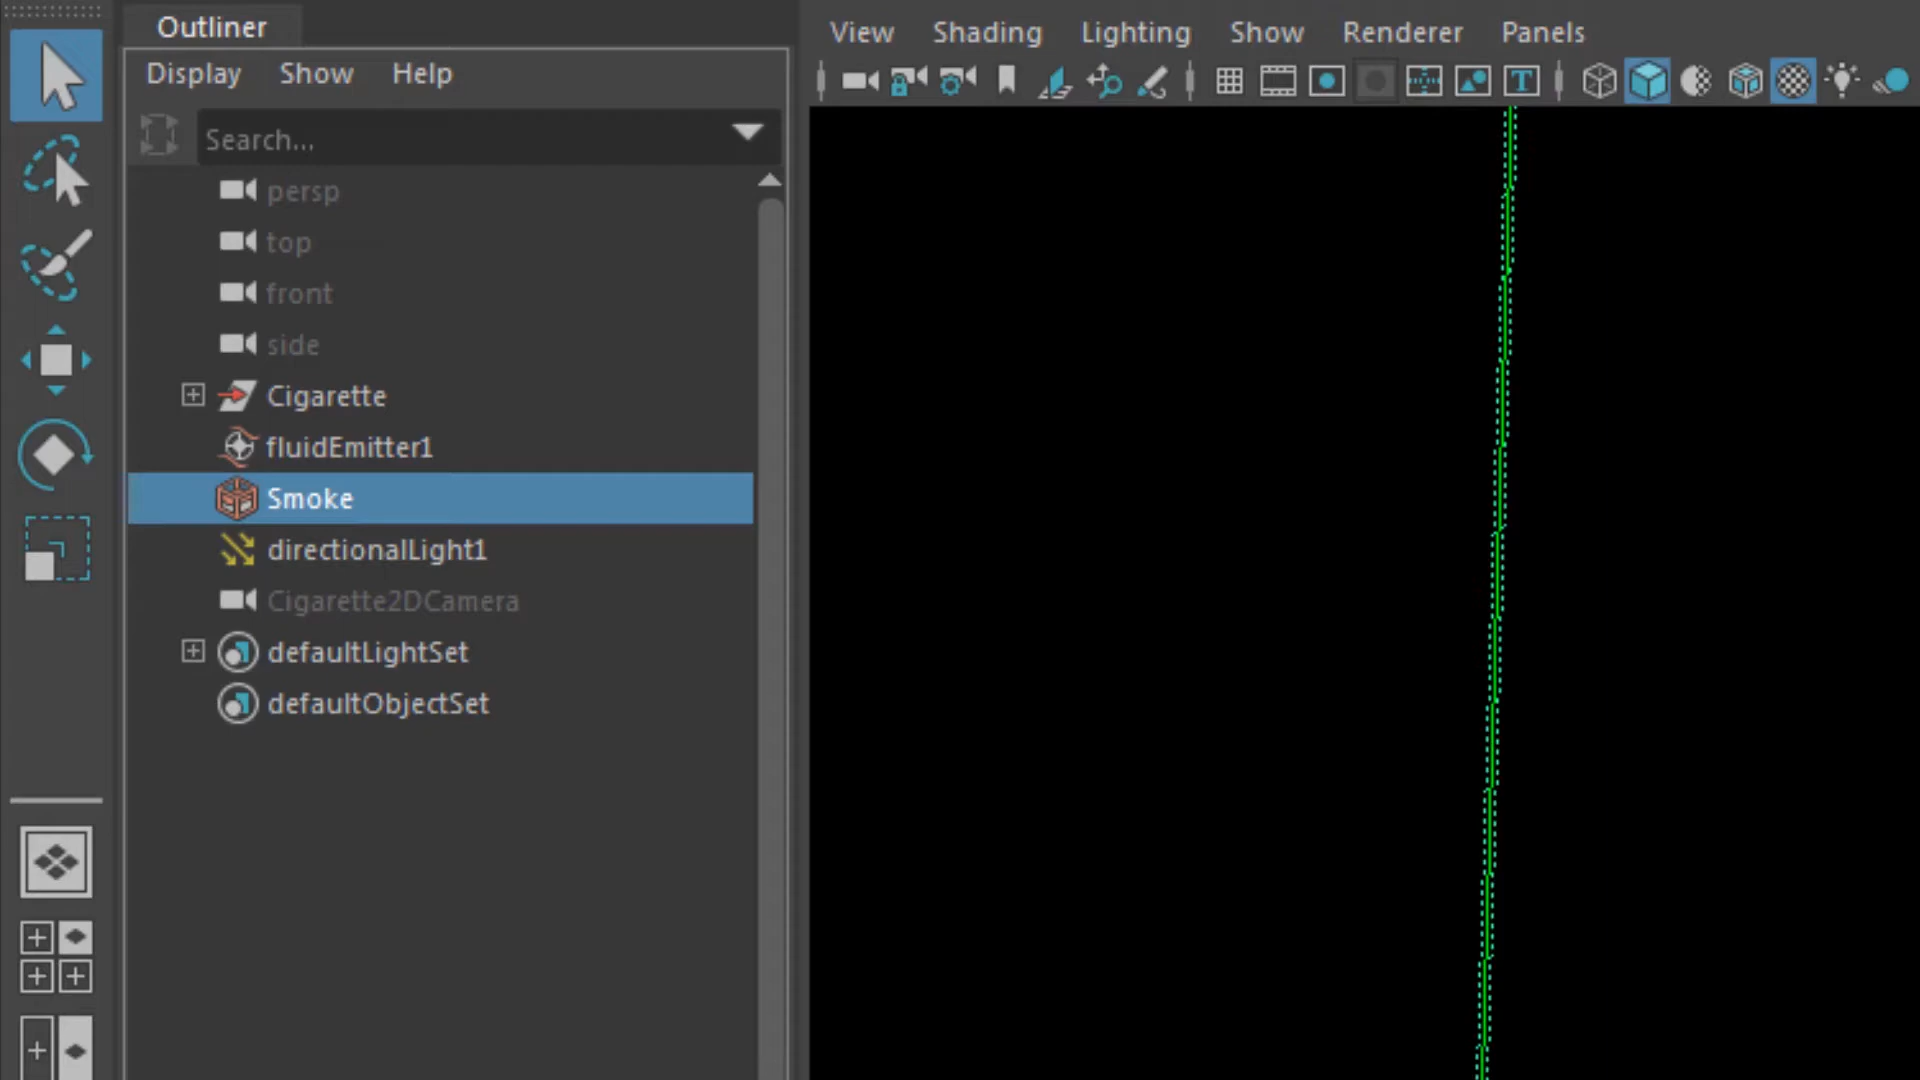 Outliner
View Shading Lighting Show Renderer Panels
Display Show Help
Search...
persp
top
front
side
Cigarette
fluidEmitter1
Smoke
directionalLight1
Cigarette2DCamera
defaultLightSet
defaultObjectSet